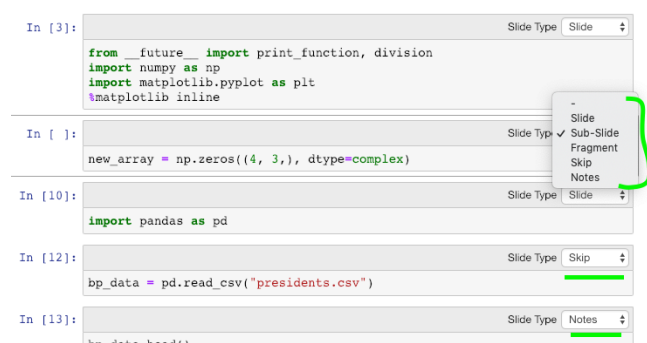 In [3]: Slide Type Slide
from __future__ import print_function, division
import numpy as np
import matplotlib.pyplot as plt
%matplotlib inline
-
Slide
In [ ]: Slide Type ✓ Sub-Slide
Fragment
new_array = np.zeros((4, 3,), dtype=complex)
Skip
Notes
In [10]: Slide Type Slide
import pandas as pd
In [12]: Slide Type Skip
bp_data = pd.read_csv("presidents.csv")
In [13]: Slide Type Notes
bp_data.head()